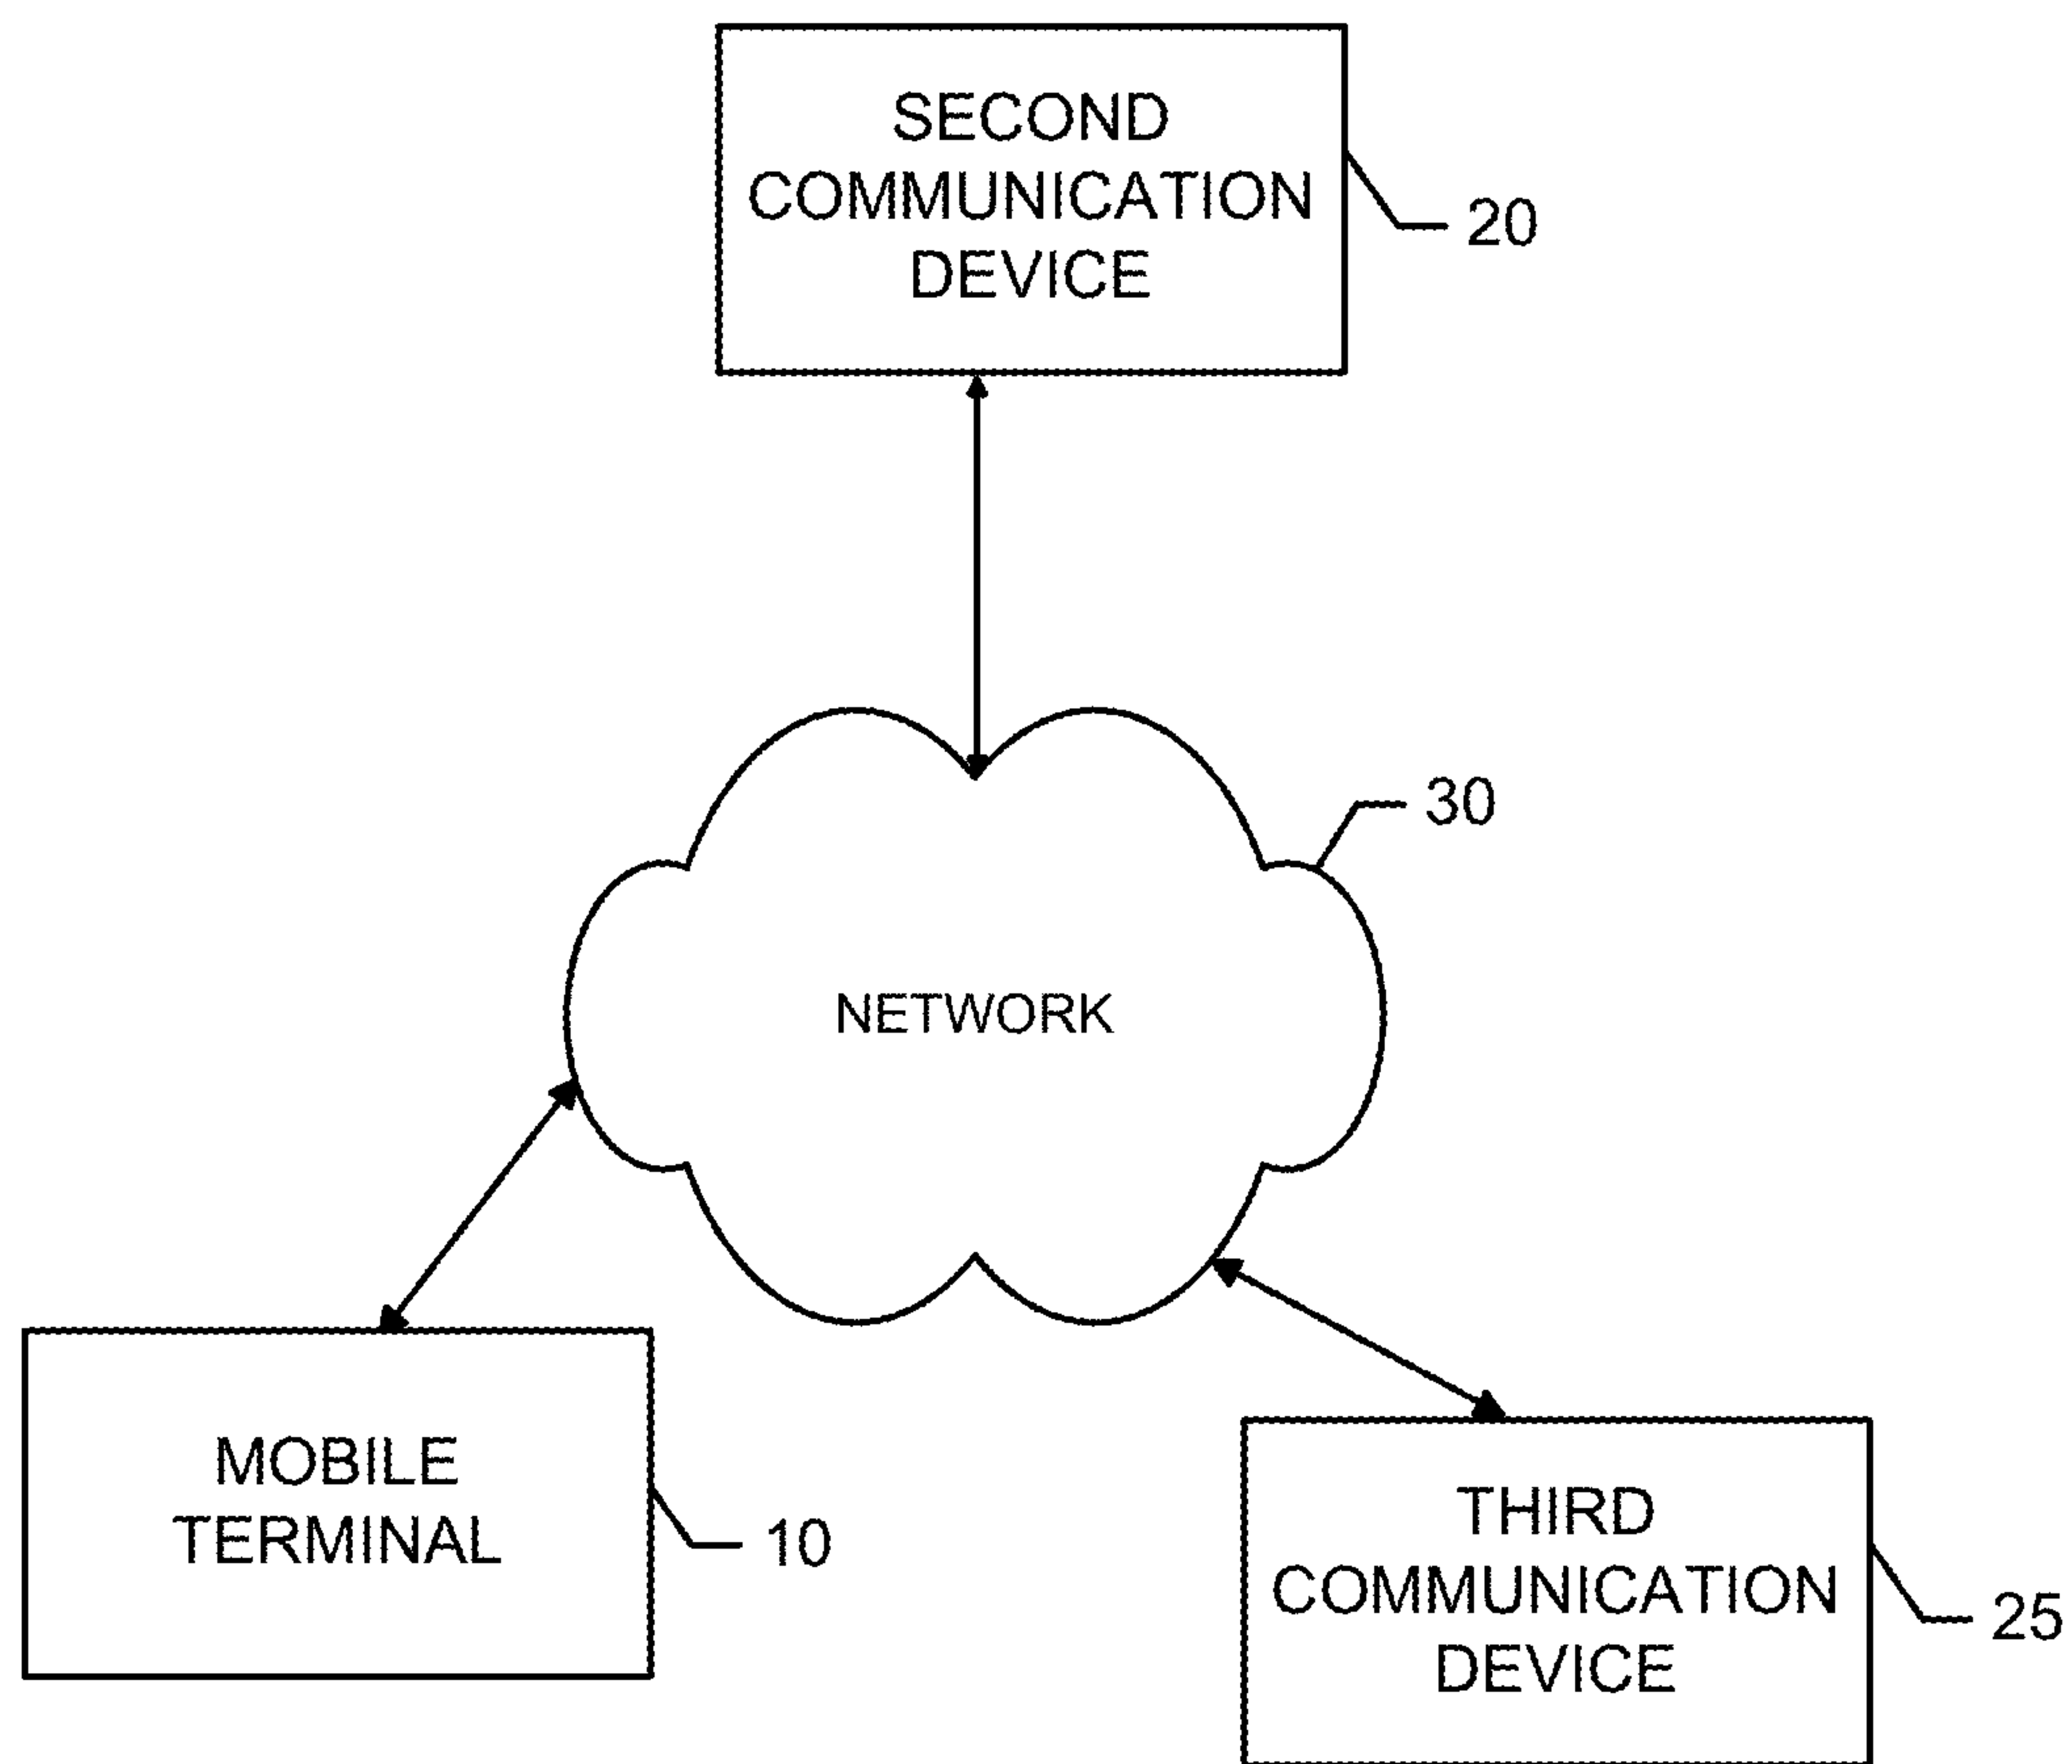 SECOND
COMMUNICATION
DEVICE
20
30
NETWORK
MOBILE
TERMINAL
10
THIRD
COMMUNICATION
DEVICE
25